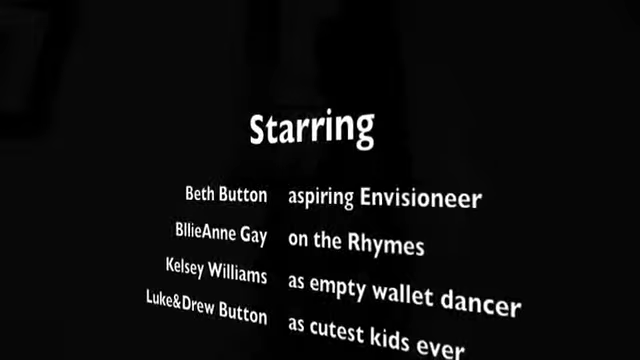 Starring
Beth Button aspiring Envisioneer
BllieAnne Gay on the Rhymes
Kelsey Williams as empty wallet dancer
Luke&Drew Button as cutest kids ever